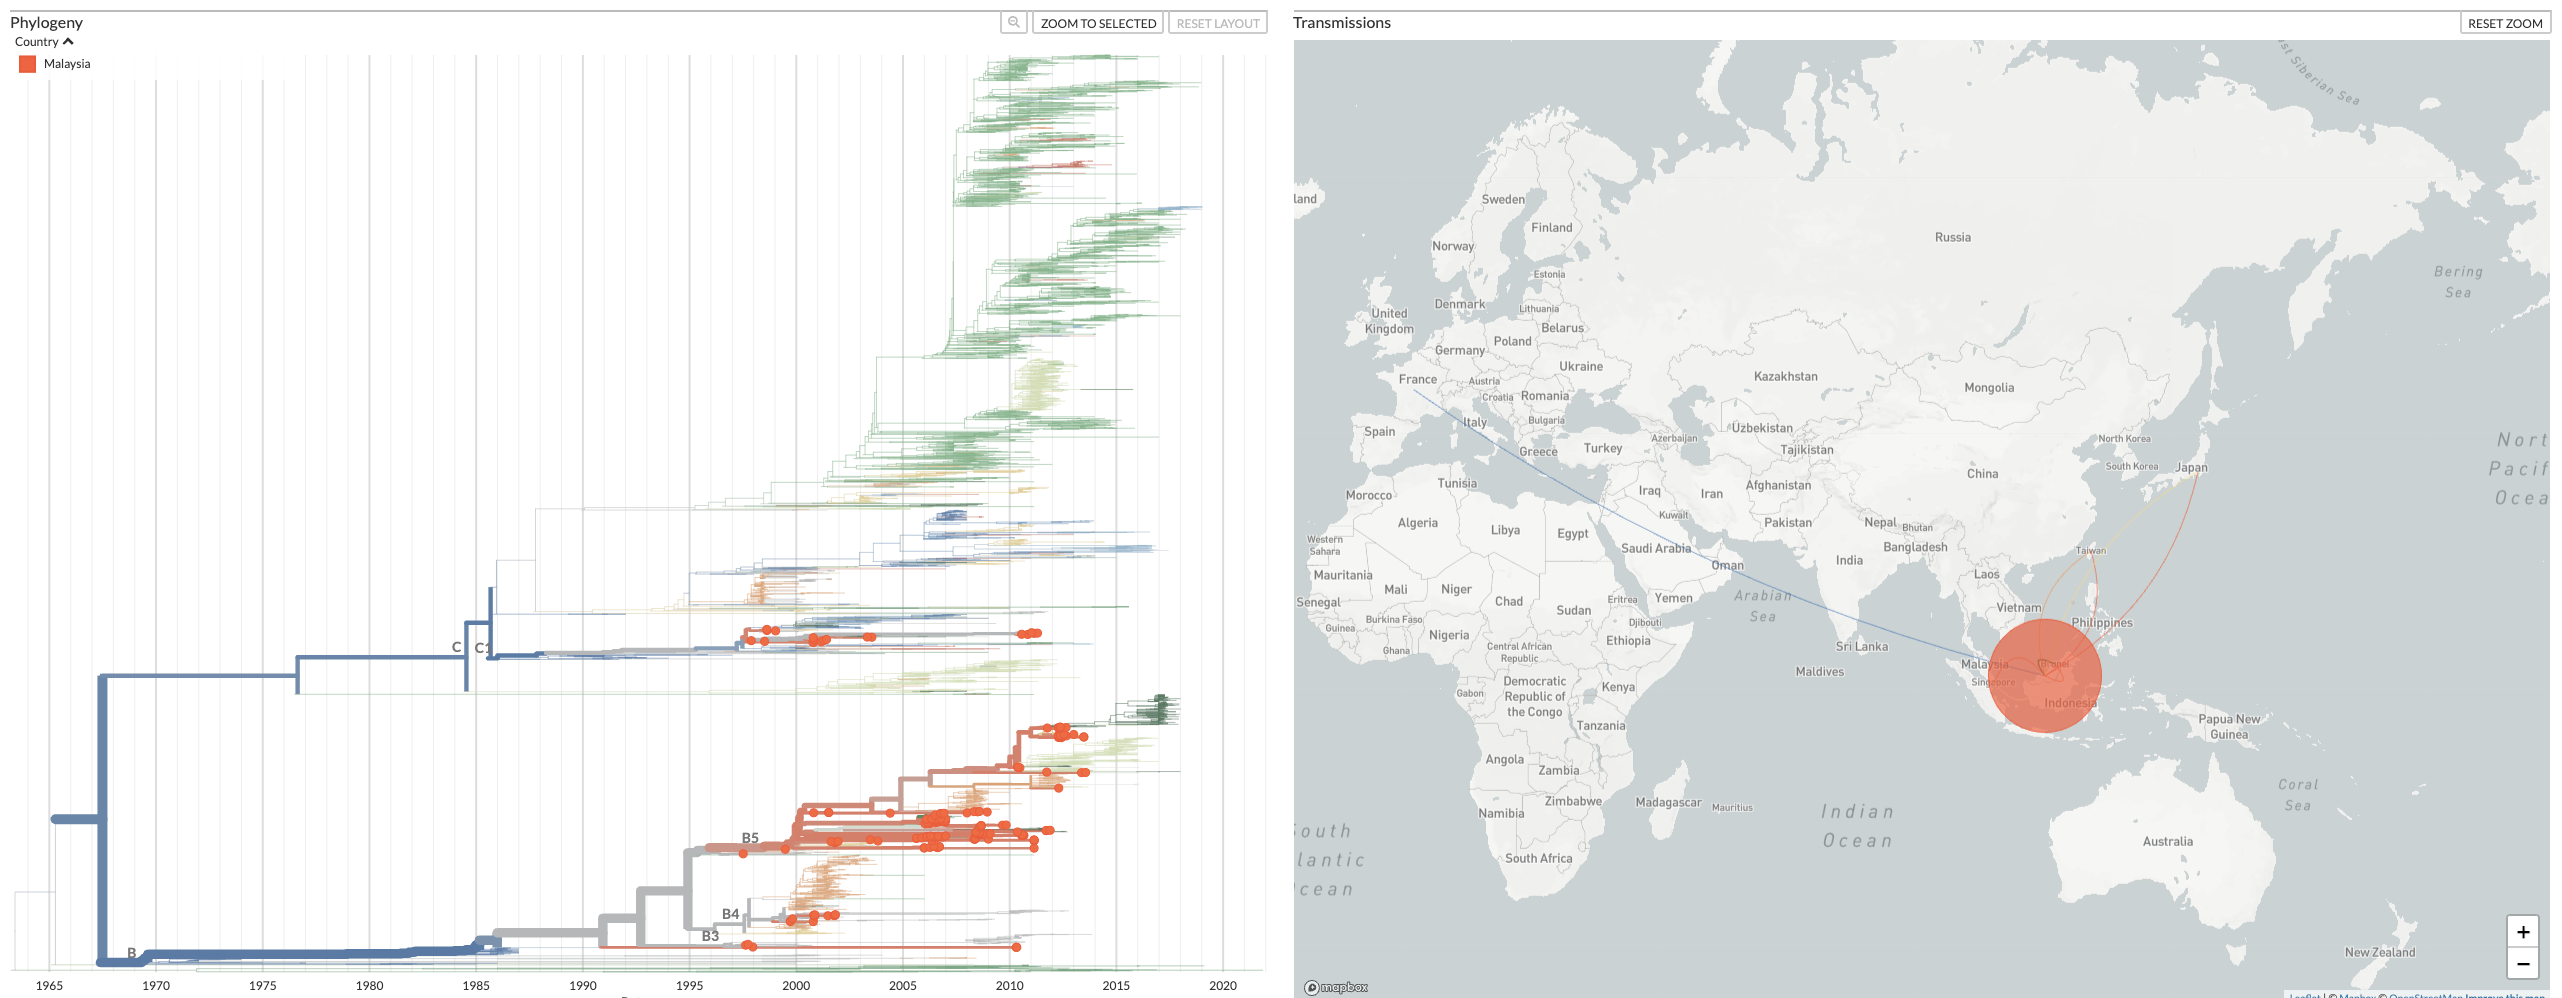 Phylogeny
ZOOM TO SELECTED
RESET LAYOUT
Country
Malaysia
C
C1
B5
B4
B3
B
1965
1970
1975
1980
1985
1990
1995
2000
2005
2010
2015
2020
Transmissions
RESET ZOOM
st Siberian Sea
land
Sweden
Finland
Norway
Russia
Estonia
Bering
Sea
Denmark
Lithuania
United
Kingdom
Belarus
Poland
Germany
Ukraine
France
Austria
Kazakhstan
Mongolia
Croatia
Romania
Italy
Bulgaria
Spain
Uzbekistan
Azerbaijan
North Korea
Nort
Pacif
Ocea
Greece
Turkey
Tajikistan
South Korea
Japan
China
Tunisia
Morocco
Iraq
Iran
Afghanistan
Kuwait
Algeria
Libya
Egypt
Pakistan
Nepal
Bhutan
Western
Sahara
Saudi Arabia
Bangladesh
Taiwan
India
Oman
Mauritania
Mali
Niger
Laos
Senegal
Chad
Sudan
Eritrea
Yemen
Arabian
Sea
Vietnam
Guinea
Burkina Faso
Djibouti
Philippines
Nigeria
Ethiopia
Ghana
Central African
Republic
Sri Lanka
Malaysia
Brunei
Maldives
Singapore
Gabon
Democratic
Republic of
the Congo
Kenya
Indonesia
Tanzania
Papua New
Guinea
Angola
Zambia
Coral
Sea
Zimbabwe
Madagascar
Mauritius
Namibia
Indian
Ocean
South Africa
outh
lantic
cean
Australia
New Zealand
+
−
mapbox
Leaflet | © Mapbox © OpenStreetMap Improve this map